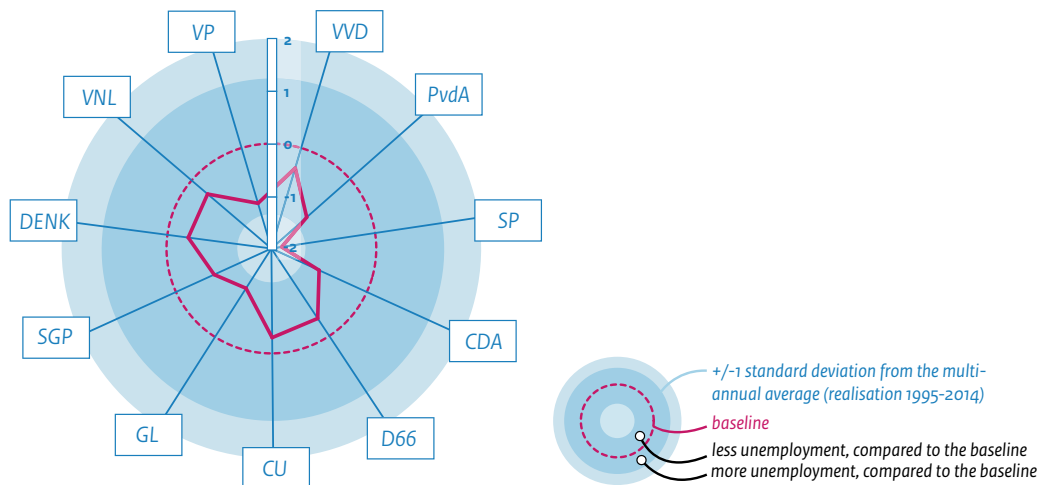 VP
VVD
2
VNL
PvdA
1
0
-1
DENK
SP
-2
SGP
CDA
GL
D66
CU
+/-1 standard deviation from the multi-
annual average (realisation 1995-2014)
baseline
less unemployment, compared to the baseline
more unemployment, compared to the baseline